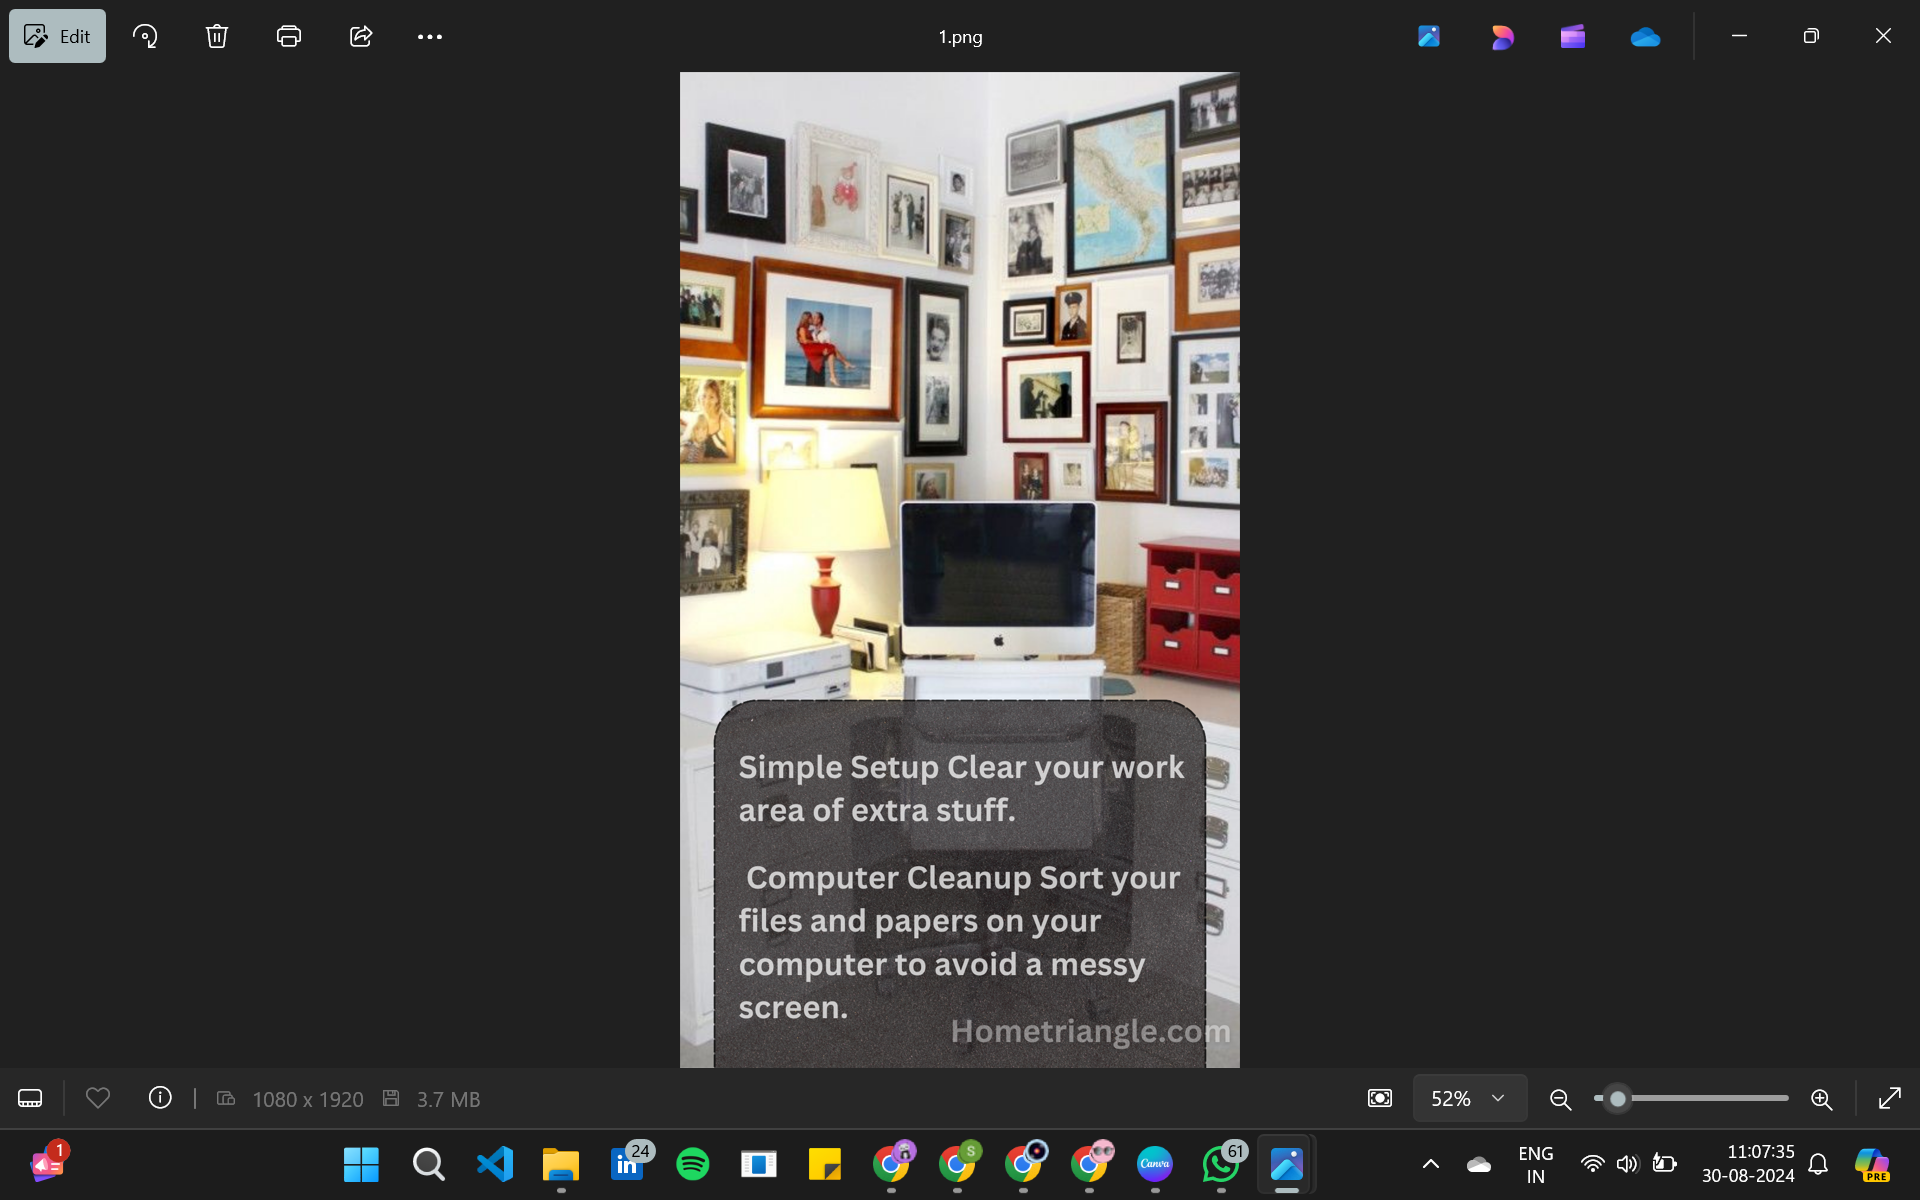 Edit
1.png
Simple Setup Clear your work
area of extra stuff.
Computer Cleanup Sort your
files and papers on your
computer to avoid a messy
screen.
Hometriangle.com
1080 x 1920
3.7 MB
52%
1
24
S
Canva
61
ENG
IN
11:07:35
30-08-2024
PRE